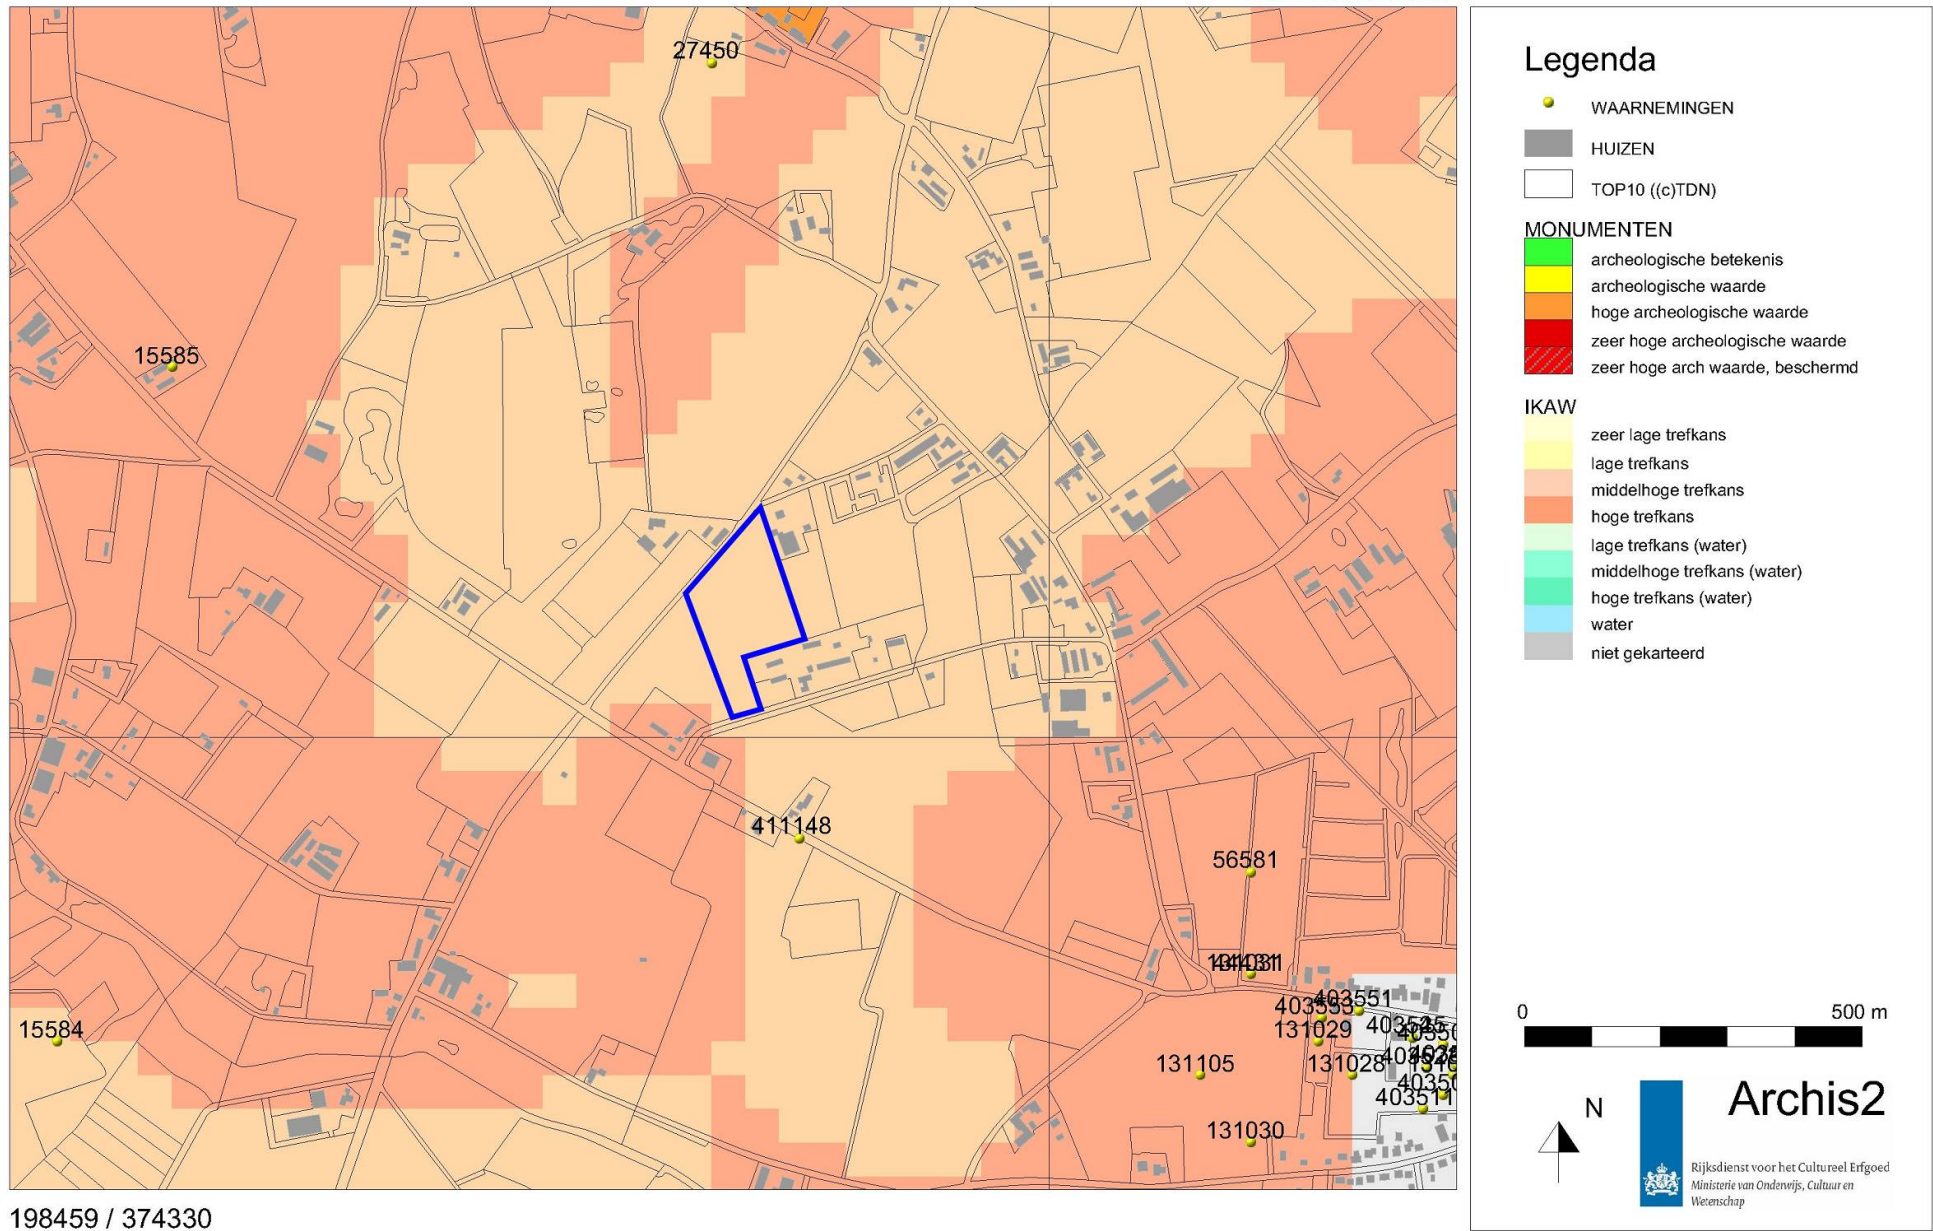 27450
15585
411148
56581
15584
403553
403551
131029
131105
131028
403511
131030
198459 / 374330
Legenda
WAARNEMINGEN
HUIZEN
TOP10 ((c)TDN)
MONUMENTEN
archeologische betekenis
archeologische waarde
hoge archeologische waarde
zeer hoge archeologische waarde
zeer hoge arch waarde, beschermd
IKAW
zeer lage trefkans
lage trefkans
middelhoge trefkans
hoge trefkans
lage trefkans (water)
middelhoge trefkans (water)
hoge trefkans (water)
water
niet gekarteerd
0 500 m
N
Archis2
Rijksdienst voor het Cultureel Erfgoed
Ministerie van Onderwijs, Cultuur en
Wetenschap